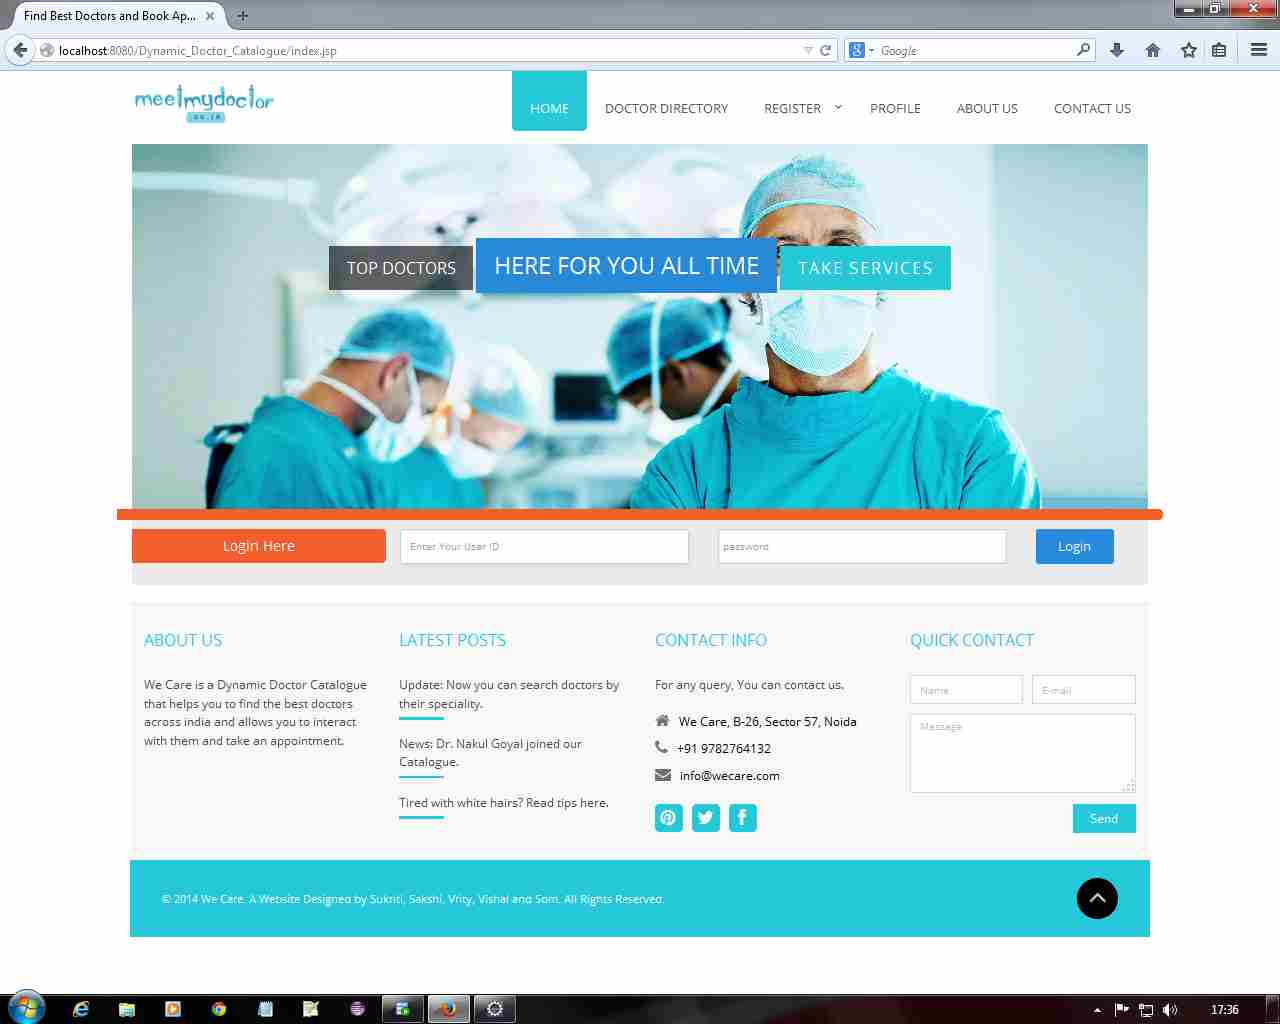 Find Best Doctors and Book Ap...
localhost:8080/Dynamic_Doctor_Catalogue/index.jsp
Google
meetmydoctor
HOME
DOCTOR DIRECTORY
REGISTER
PROFILE
ABOUT US
CONTACT US
TOP DOCTORS
HERE FOR YOU ALL TIME
TAKE SERVICES
Login Here
Enter Your User ID
password
Login
ABOUT US
We Care is a Dynamic Doctor Catalogue
that helps you to find the best doctors
across india and allows you to interact
with them and take an appointment.
LATEST POSTS
Update: Now you can search doctors by
their speciality.
News: Dr. Nakul Goyal joined our
Catalogue.
Tired with white hairs? Read tips here.
CONTACT INFO
For any query, You can contact us.
We Care, B-26, Sector 57, Noida
+91 9782764132
info@wecare.com
QUICK CONTACT
Name
E-mail
Message
Send
© 2014 We Care. A Website Designed by Sukriti, Sakshi, Vrity, Vishal and Som. All Rights Reserved.
17:36